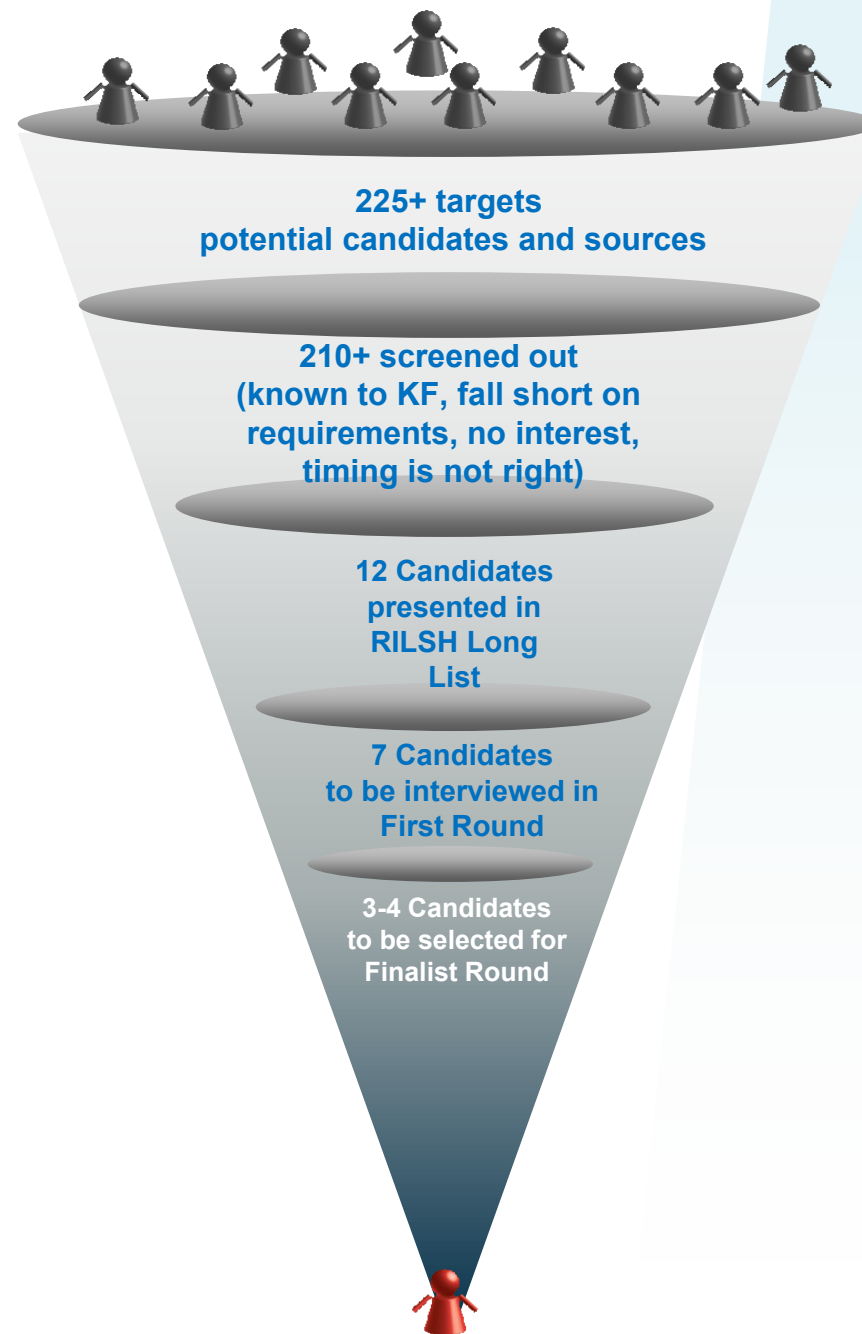 225+ targets
potential candidates and sources
210+ screened out
(known to KF, fall short on
requirements, no interest,
timing is not right)
12 Candidates
presented in
RILSH Long
List
7 Candidates
to be interviewed in
First Round
3-4 Candidates
to be selected for
Finalist Round